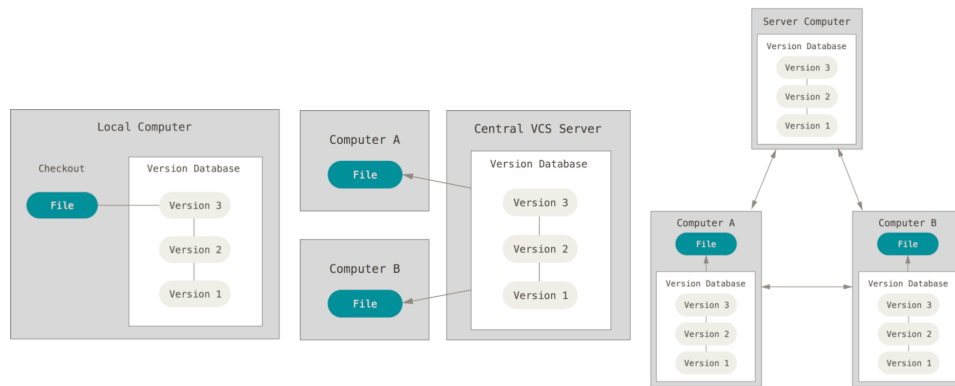 Local Computer
Checkout
File
Version Database
Version 3
Version 2
Version 1
Computer A
File
Computer B
File
Central VCS Server
Version Database
Version 3
Version 2
Version 1
Server Computer
Version Database
Version 3
Version 2
Version 1
Computer A
File
Version Database
Version 3
Version 2
Version 1
Computer B
File
Version Database
Version 3
Version 2
Version 1